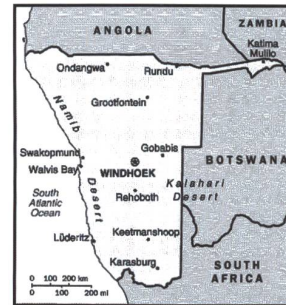 ANGOLA
ZAMBIA
Katima
Mulilo
Ondangwa
Rundu
Grootfontein
Namib
Desert
Swakopmund
Walvis Bay
Gobabis
WINDHOEK
BOTSWANA
Kalahari
Desert
Rehoboth
South
Atlantic
Ocean
Keetmanshoop
Lüderitz
Karasburg
SOUTH
AFRICA
0 100 200 km
0 100 200 mi